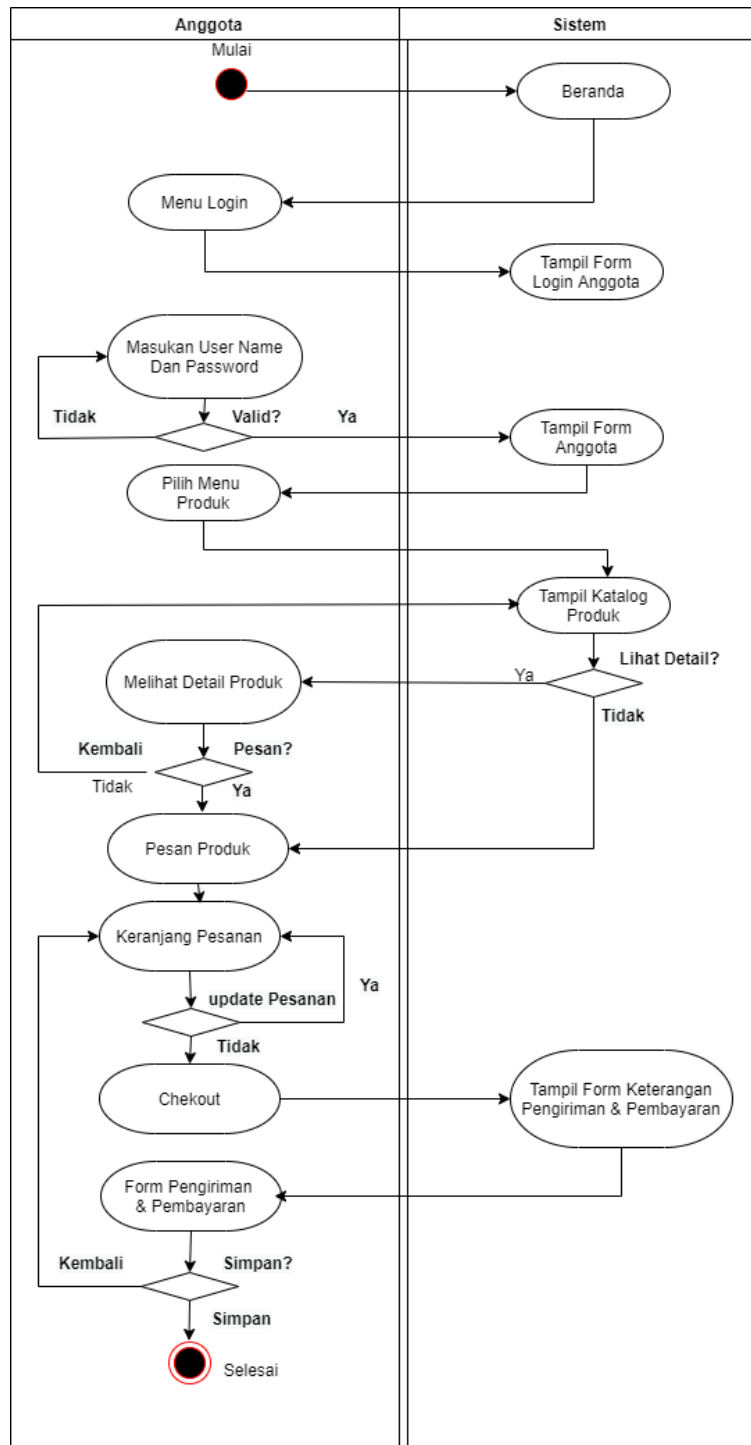 Anggota
Sistem
Mulai
Beranda
Menu Login
Tampil Form
Login Anggota
Masukan User Name
Dan Password
Tidak
Valid?
Ya
Tampil Form
Anggota
Pilih Menu
Produk
Tampil Katalog
Produk
Lihat Detail?
Ya
Melihat Detail Produk
Tidak
Kembali
Pesan?
Tidak
Ya
Pesan Produk
Keranjang Pesanan
Ya
update Pesanan
Tidak
Chekout
Tampil Form Keterangan
Pengiriman & Pembayaran
Form Pengiriman
& Pembayaran
Kembali
Simpan?
Simpan
Selesai